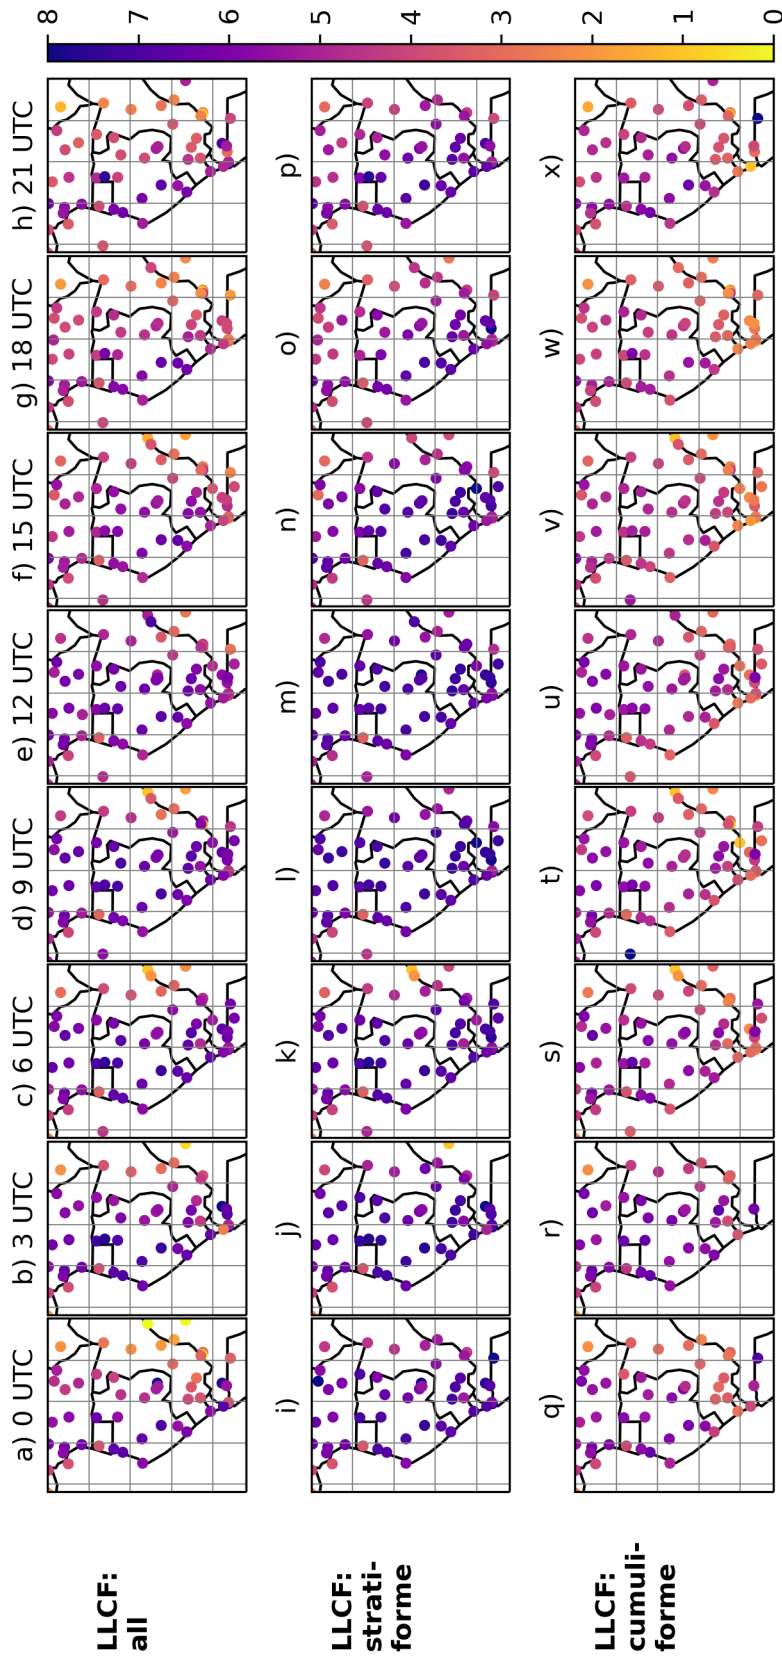 a) 0 UTC
b) 3 UTC
c) 6 UTC
d) 9 UTC
e) 12 UTC
f) 15 UTC
g) 18 UTC
h) 21 UTC
LLCF:
all
i)
j)
k)
l)
m)
n)
o)
p)
LLCF:
strati-
forme
q)
r)
s)
t)
u)
v)
w)
x)
LLCF:
cumuli-
forme
8
7
6
5
4
3
2
1
0